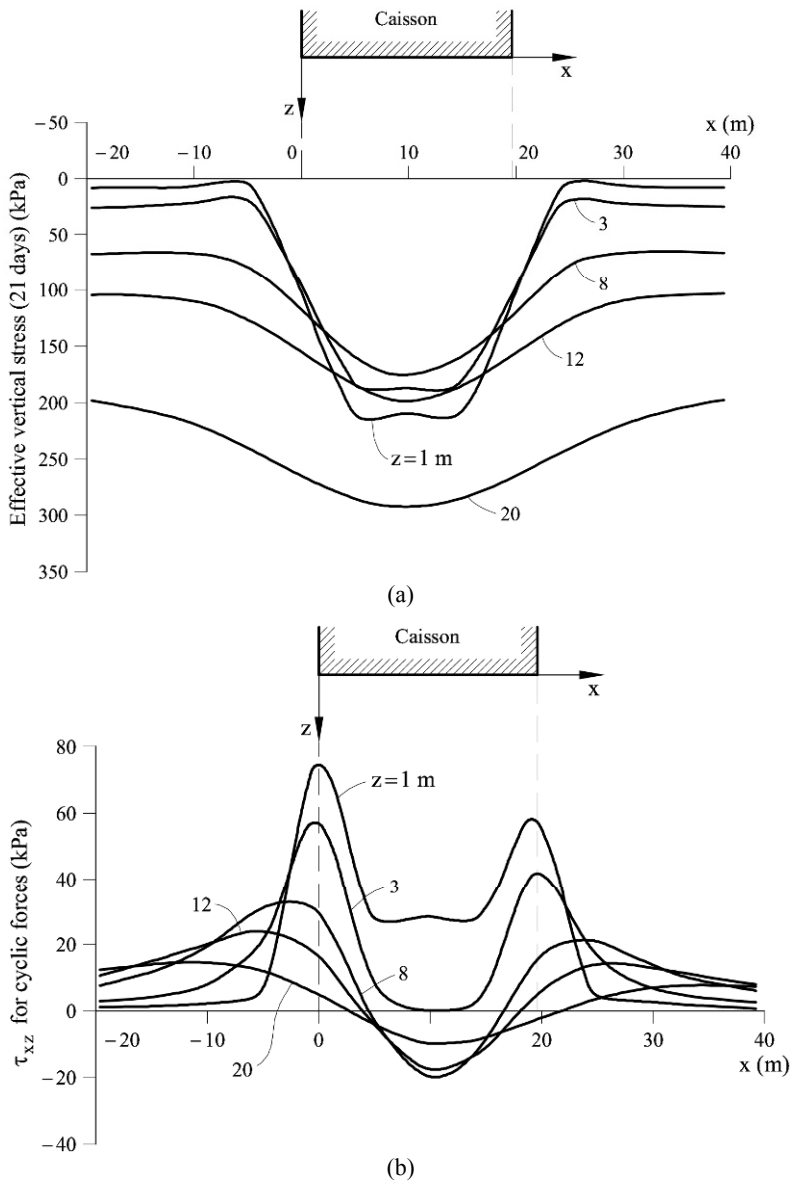 Caisson
x
z
−50
x (m)
−20
−10
0
10
20
30
40
0
3
50
8
100
12
150
200
z=1 m
250
20
300
350
Effective vertical stress (21 days) (kPa)
(a)
Caisson
x
z
80
z=1 m
60
40
3
12
20
8
0
−20
−10
0
20
30
40
20
x (m)
−20
−40
τxz for cyclic forces (kPa)
(b)